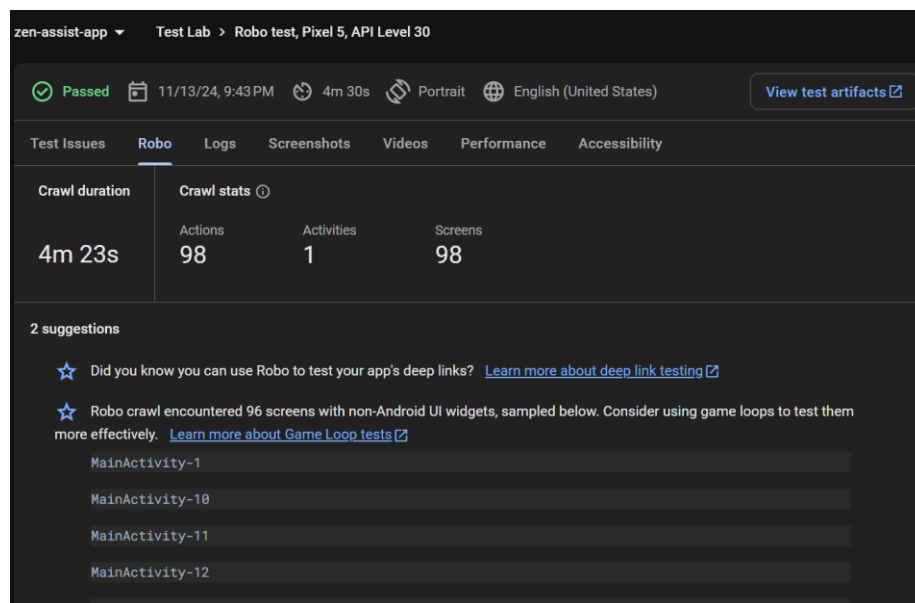 zen-assist-app Test Lab > Robo test, Pixel 5, API Level 30
Passed 11/13/24, 9:43 PM 4m 30s Portrait English (United States) View test artifacts
Test Issues Robo Logs Screenshots Videos Performance Accessibility
Crawl duration Crawl stats
Actions Activities Screens
4m 23s 98 1 98
2 suggestions
Did you know you can use Robo to test your app's deep links? Learn more about deep link testing
Robo crawl encountered 96 screens with non-Android UI widgets, sampled below. Consider using game loops to test them
more effectively. Learn more about Game Loop tests
MainActivity-1
MainActivity-10
MainActivity-11
MainActivity-12